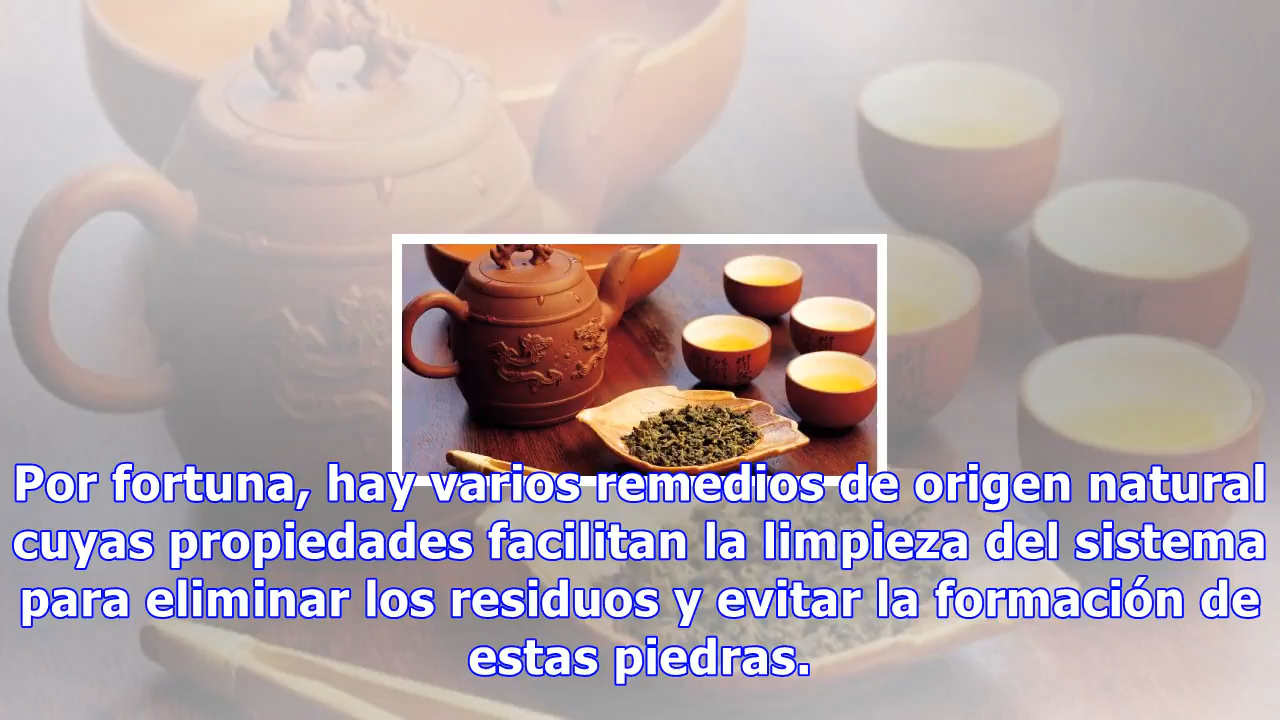 Por fortuna, hay varios remedios de origen natural
cuyas propiedades facilitan la limpieza del sistema
para eliminar los residuos y evitar la formación de
estas piedras.